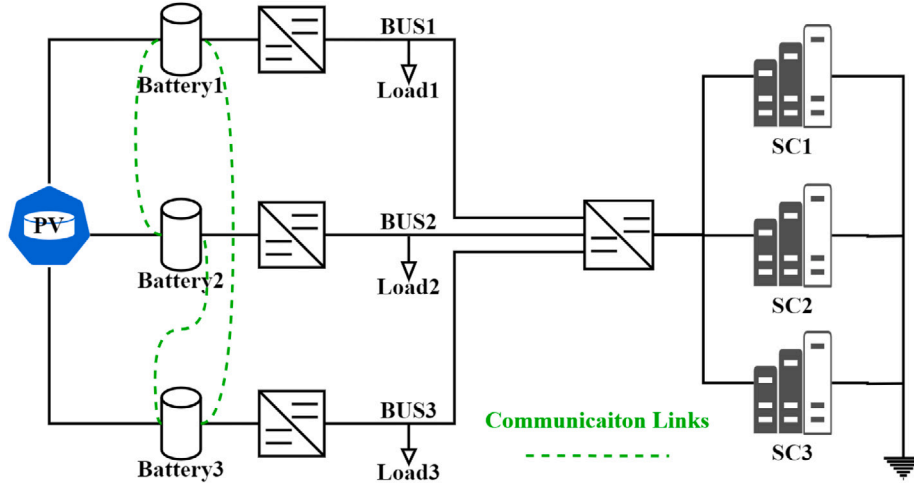 BUS1
Battery1
Load1
SC1
PV
BUS2
Battery2
Load2
SC2
BUS3
Communicaiton Links
Battery3
Load3
SC3